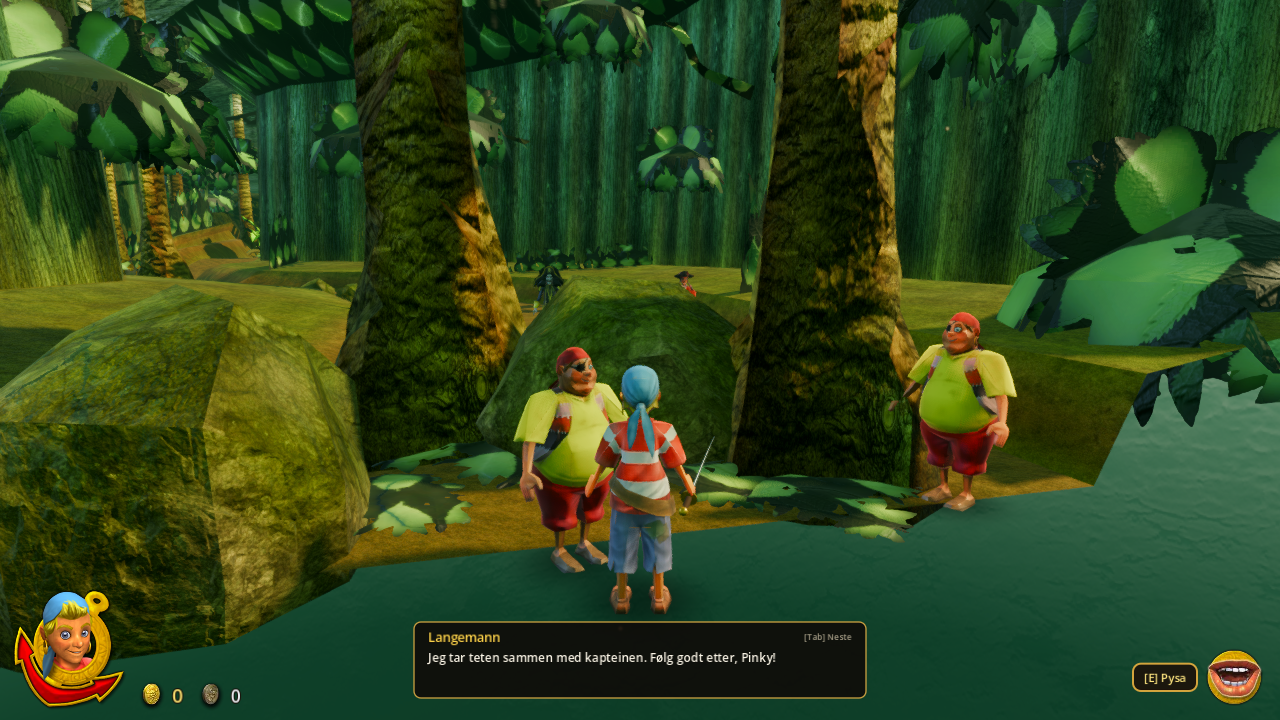 Langemann
[Tab] Neste
Jeg tar teten sammen med kapteinen. Følg godt etter, Pinky!
[E] Pysa
0
0